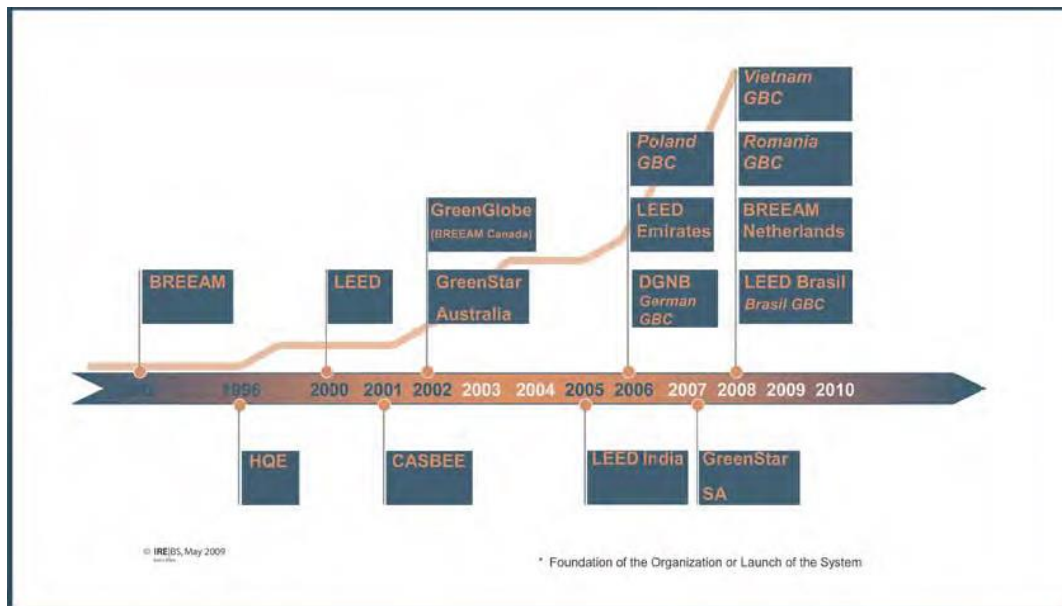 Vietnam
GBC
Poland
GBC
Romania
GBC
GreenGlobe
(BREEAM Canada)
LEED
Emirates
BREEAM
Netherlands
BREEAM
LEED
GreenStar
Australia
DGNB
German
GBC
LEED Brasil
Brasil GBC
1996 2000 2001 2002 2003 2004 2005 2006 2007 2008 2009 2010
HQE
CASBEE
LEED India
GreenStar
SA
© IRE|BS, May 2009
* Foundation of the Organization or Launch of the System